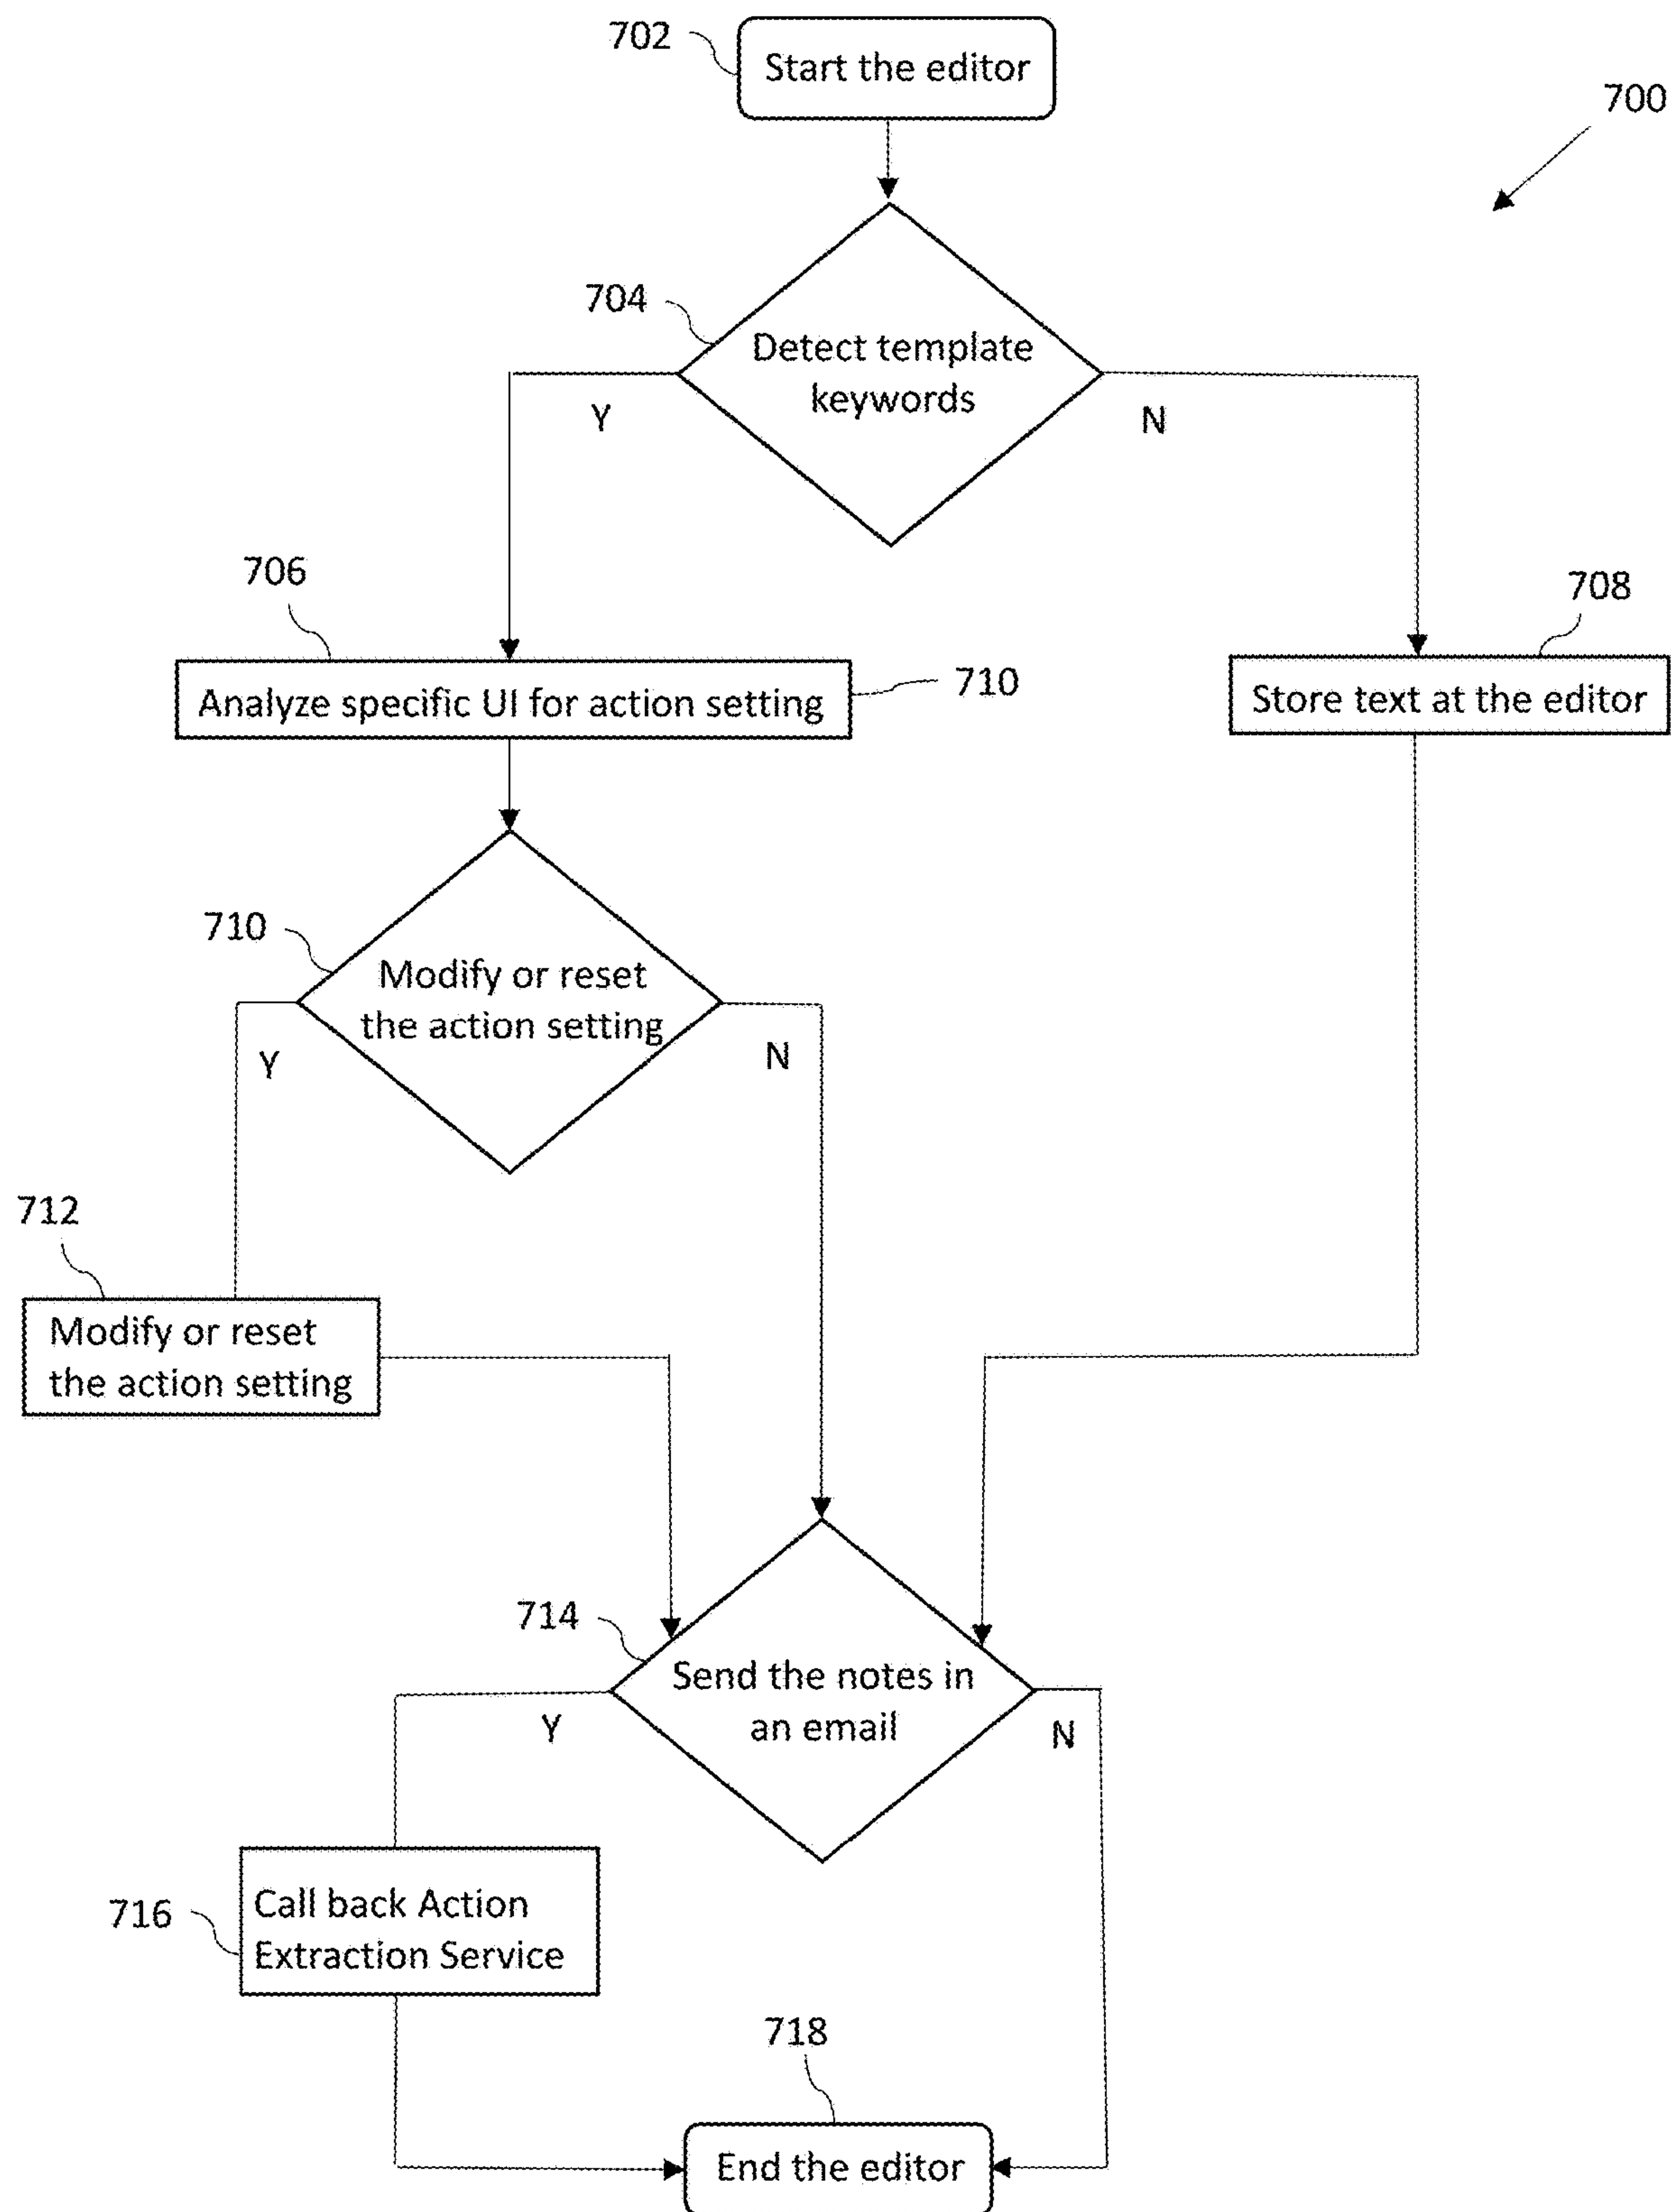 702
Start the editor
700
704
Detect template
keywords
Y
N
706
708
Analyze specific UI for action setting
710
Store text at the editor
710
Modify or reset
the action setting
Y
N
712
Modify or reset
the action setting
714
Send the notes in
an email
Y
N
716
Call back Action
Extraction Service
718
End the editor